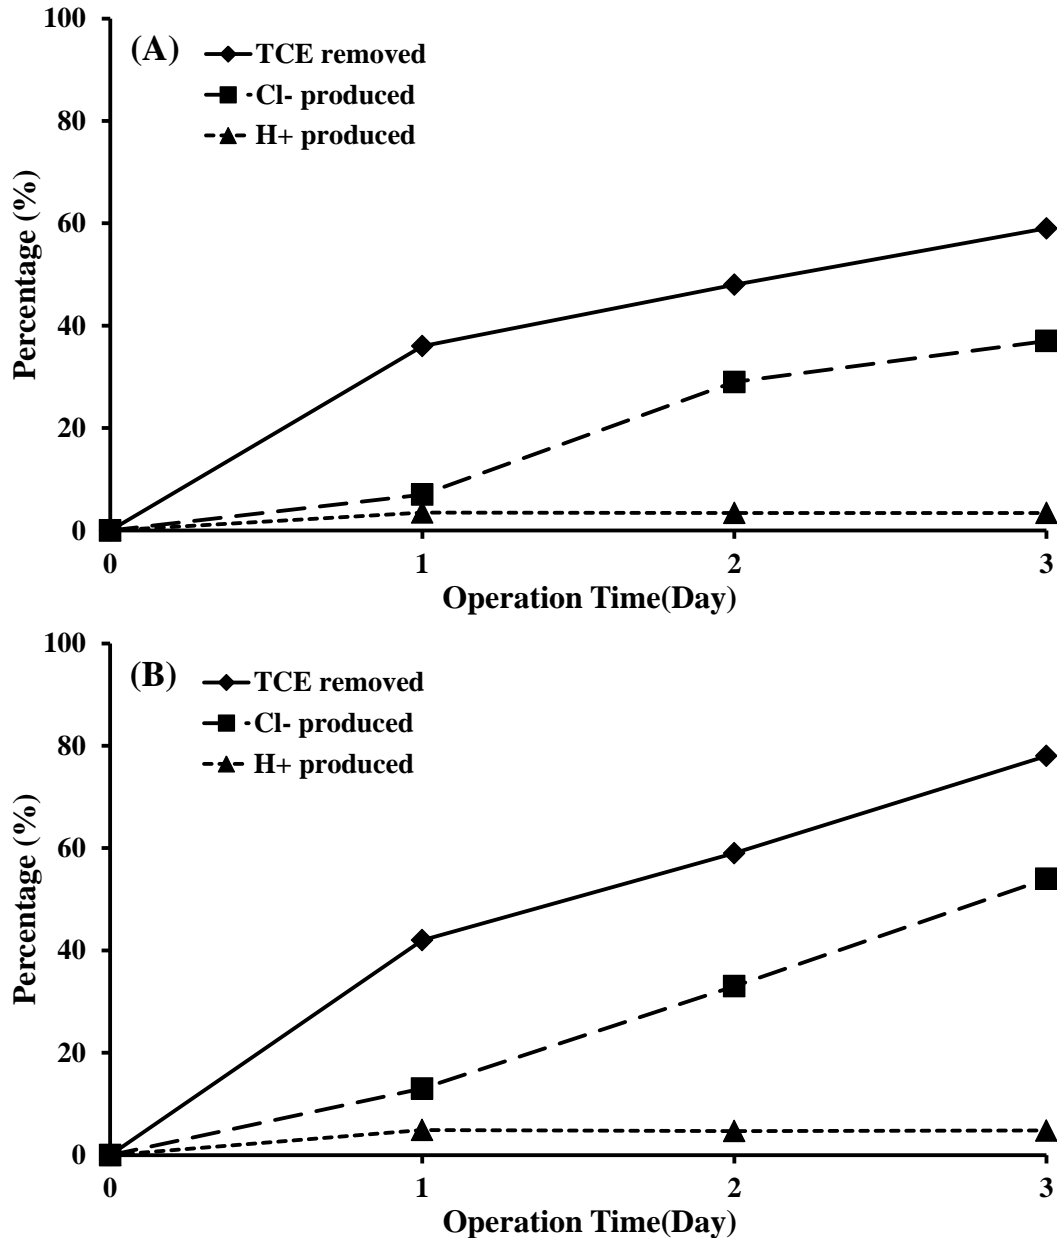 100
(A)
TCE removed
Cl- produced
80
H+ produced
60
Percentage (%)
40
20
0
0 1 2 3
Operation Time(Day)
100
(B)
TCE removed
Cl- produced
80
H+ produced
60
Percentage (%)
40
20
0
0 1 2 3
Operation Time(Day)